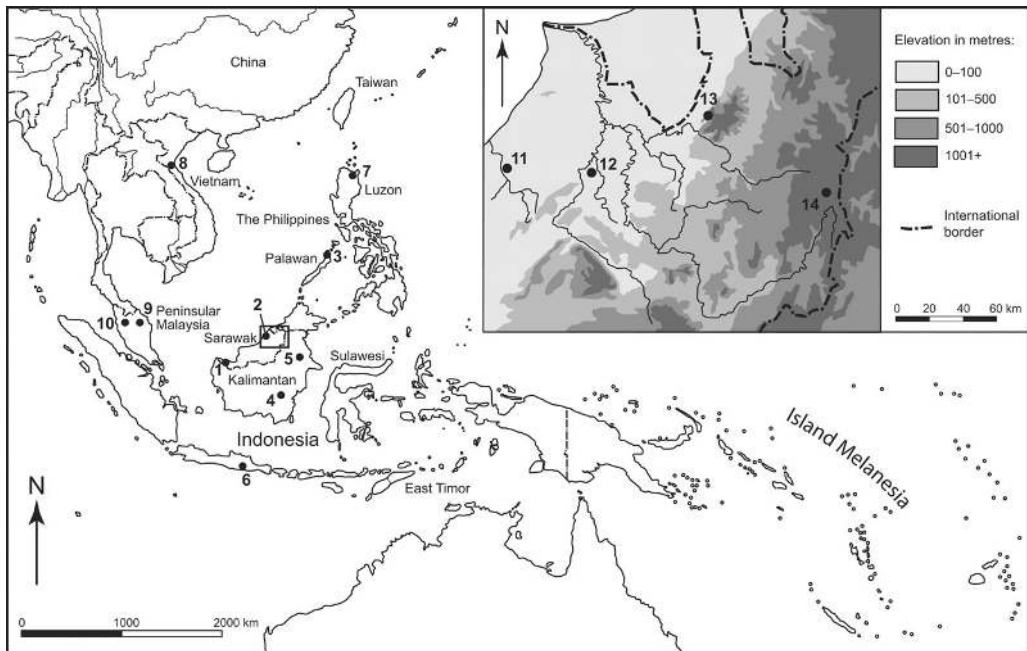 China
Taiwan
8
Vietnam
7
Luzon
The Philippines
3
Palawan
9
Peninsular
Malaysia
10
2
Sarawak
1
5
Sulawesi
Kalimantan
4
Indonesia
6
East Timor
Island Melanesia
N
0 1000 2000 km
N
11
12
13
14
Elevation in metres:
0–100
101–500
501–1000
1001+
International
border
0 20 40 60 km